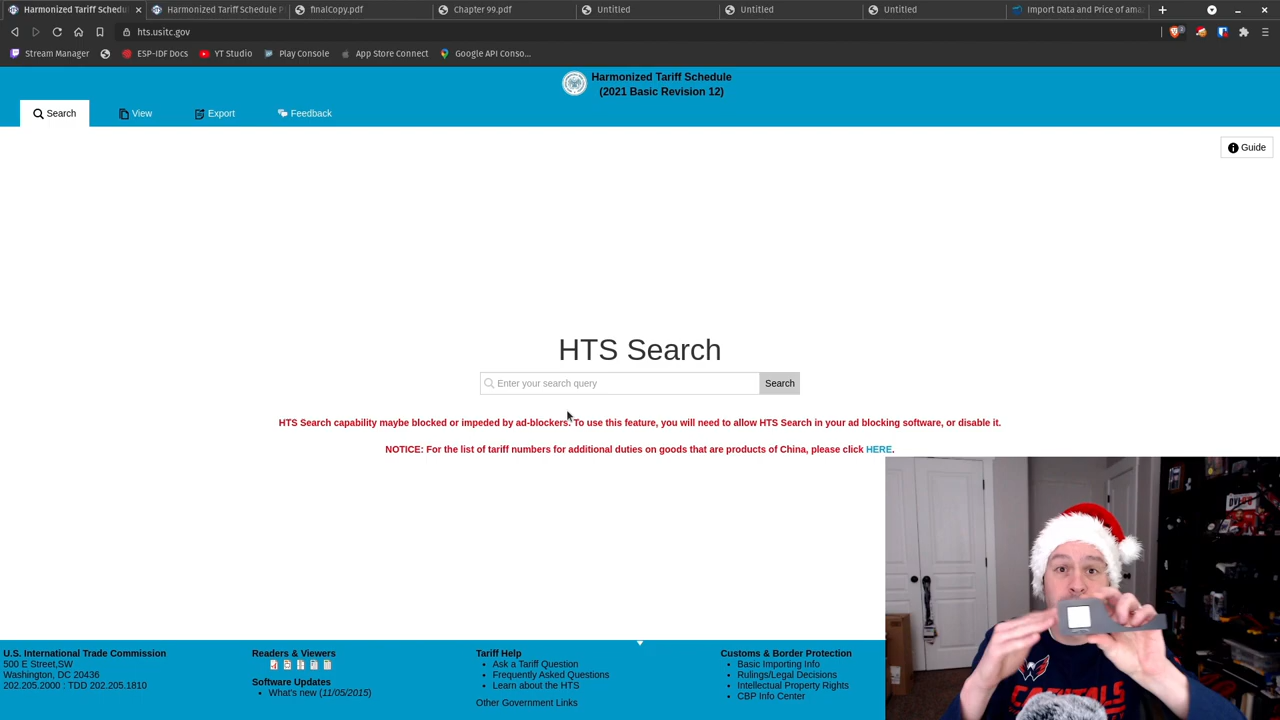 Harmonized Tariff Schedul
Harmonized Tariff Schedule P
finalCopy.pdf
Chapter 99.pdf
Untitled
Untitled
Untitled
Import Data and Price of ama
hts.usitc.gov
Stream Manager
ESP-IDF Docs
YT Studio
Play Console
App Store Connect
Google API Conso...
Harmonized Tariff Schedule
(2021 Basic Revision 12)
Search
View
Export
Feedback
Guide
HTS Search
Enter your search query
Search
HTS Search capability maybe blocked or impeded by ad-blockers. To use this feature, you will need to allow HTS Search in your ad blocking software, or disable it.
NOTICE: For the list of tariff numbers for additional duties on goods that are products of China, please click HERE.
U.S. International Trade Commission
500 E Street,SW
Washington, DC 20436
202.205.2000 : TDD 202.205.1810
Readers & Viewers
Software Updates
• What's new (11/05/2015)
Tariff Help
• Ask a Tariff Question
• Frequently Asked Questions
• Learn about the HTS
Other Government Links
Customs & Border Protection
• Basic Importing Info
• Rulings/Legal Decisions
• Intellectual Property Rights
• CBP Info Center
CAPITALS